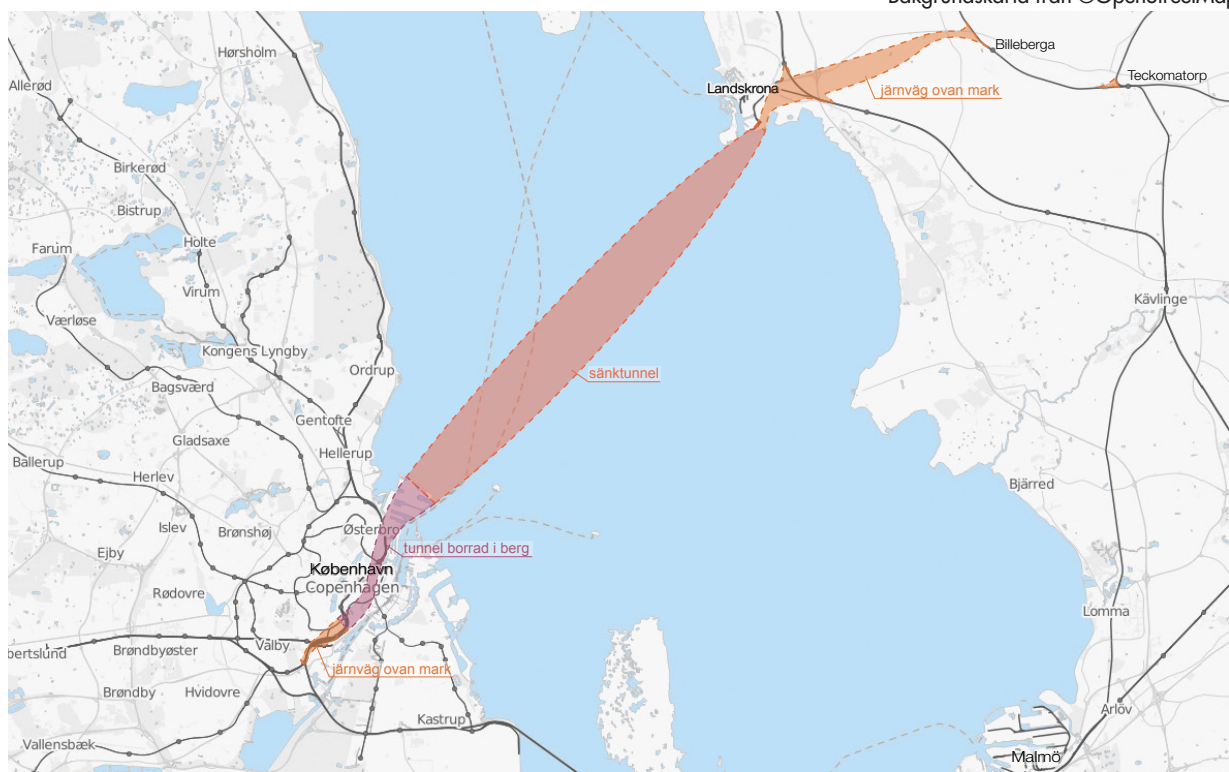 Bakgrundskarta från ©OpenStreetMap
Hørsholm
Billeberga
Allerød
Teckomatorp
Landskrona
järnväg ovan mark
Birkerød
Bistrup
Farum
Holte
Virum
Kävlinge
Værløse
Kongens Lyngby
Ordrup
sänktunnel
Bagsværd
Gentofte
Gladsaxe
Hellerup
Ballerup
Herlev
Bjärred
Islev
Brønshøj
Østerbro
Ejby
tunnel borrad i berg
København
Copenhagen
Rødovre
Lomma
Valby
bertslund
Brøndbyøster
järnväg ovan mark
Brøndby
Hvidovre
Kastrup
Arlöv
Vallensbæk
Malmö